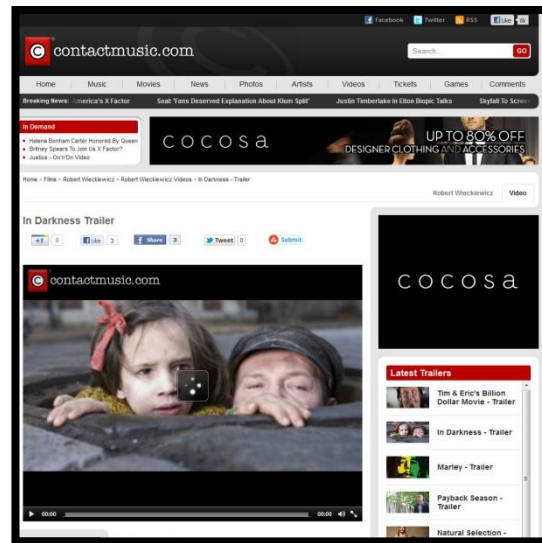 Facebook Twitter RSS Like 6k
contactmusic.com
Search... GO
Home Music Movies News Photos Artists Videos Tickets Games Comments
Breaking News: America's X Factor Seal: 'Fans Deserved Explanation About Klum Split' Justin Timberlake In Elton Biopic Talks Skyfall To Screen
In Demand
Helena Bonham Carter Honored By Queen
Britney Spears To Join Us X Factor?
Justice - On'n'On Video
cocosa
UP TO 80% OFF
DESIGNER CLOTHING AND ACCESSORIES
Home > Films > Robert Wieckiewicz > Robert Wieckiewicz Videos > In Darkness - Trailer
Robert Wieckiewicz Video
In Darkness Trailer
+1 0 Like 3 Share 3 Tweet 0 Submit
contactmusic.com
00:00 00:00
cocosa
Latest Trailers
Tim & Eric's Billion
Dollar Movie - Trailer
In Darkness - Trailer
Marley - Trailer
Payback Season -
Trailer
Natural Selection -